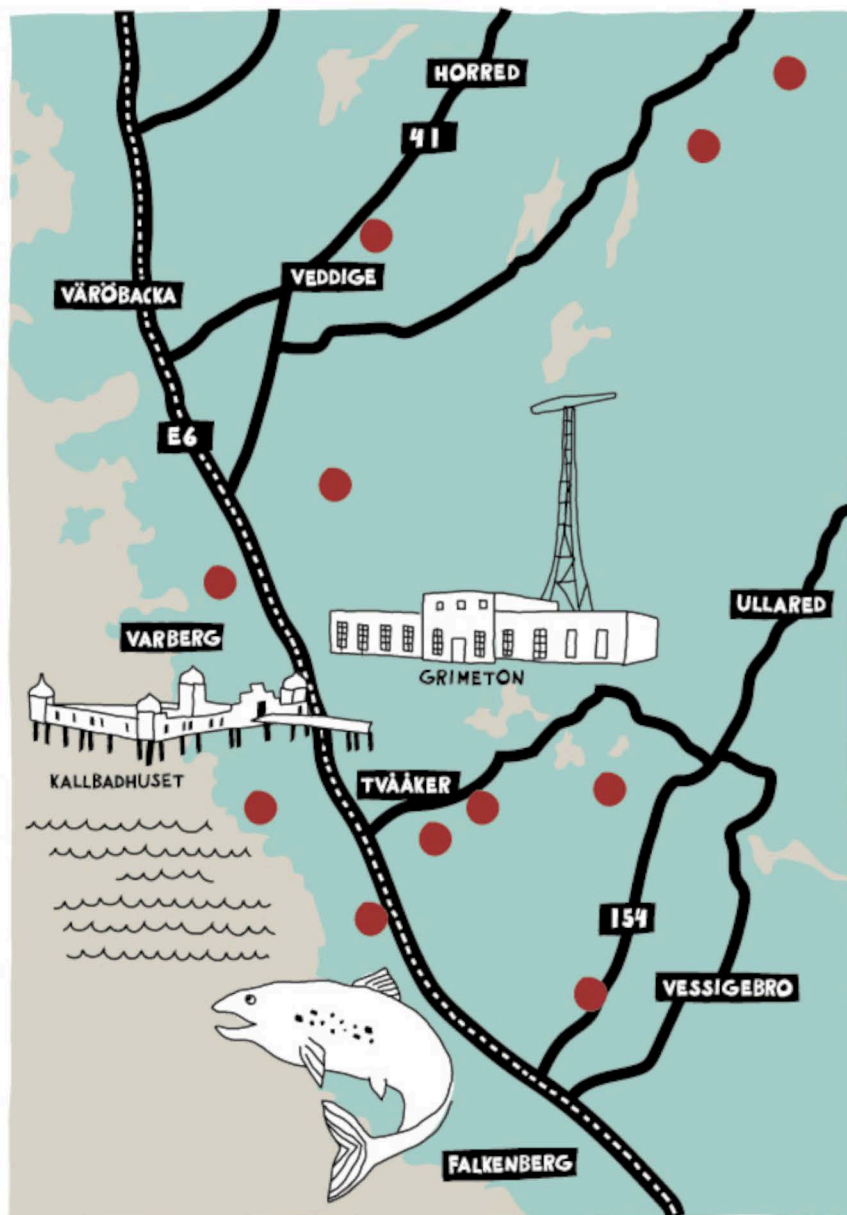 HORRED
41
VEDDIGE
VÄRÖBACKA
E6
ULLARED
VARBERG
GRIMETON
KALLBADHUSET
TVÅÅKER
154
VESSIGEBRO
FALKENBERG